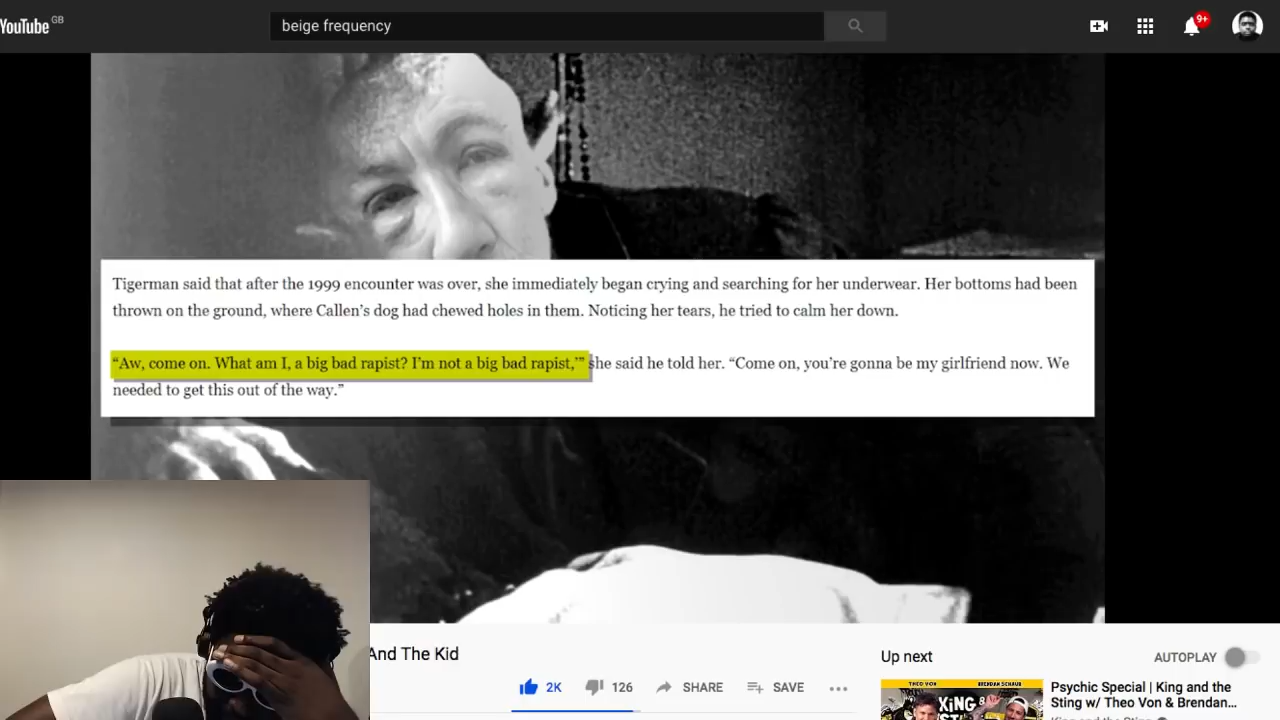 YouTube GB
beige frequency
9+
Tigerman said that after the 1999 encounter was over, she immediately began crying and searching for her underwear. Her bottoms had been
thrown on the ground, where Callen's dog had chewed holes in them. Noticing her tears, he tried to calm her down.
“Aw, come on. What am I, a big bad rapist? I'm not a big bad rapist,'” she said he told her. “Come on, you're gonna be my girlfriend now. We
needed to get this out of the way.”
And The Kid
2K 126 SHARE SAVE
Up next
AUTOPLAY
THEO VON BRENDAN SCHAUB
KING
Psychic Special | King and the
Sting w/ Theo Von & Brendan...